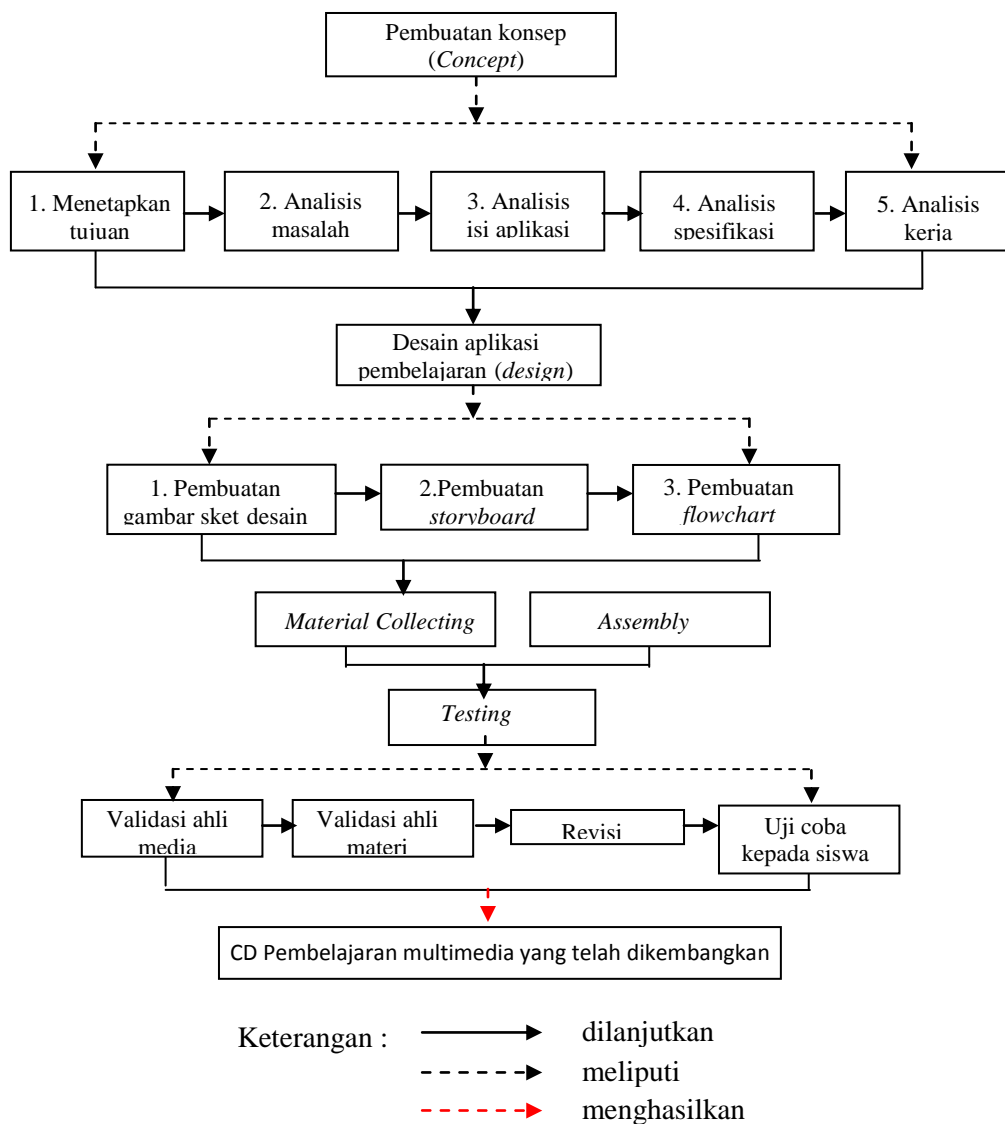 Pembuatan konsep
(Concept)
1. Menetapkan
tujuan
2. Analisis
masalah
3. Analisis
isi aplikasi
4. Analisis
spesifikasi
5. Analisis
kerja
Desain aplikasi
pembelajaran (design)
1. Pembuatan
gambar sket desain
2.Pembuatan
storyboard
3. Pembuatan
flowchart
Material Collecting
Assembly
Testing
Validasi ahli
media
Validasi ahli
materi
Revisi
Uji coba
kepada siswa
CD Pembelajaran multimedia yang telah dikembangkan
Keterangan :
dilanjutkan
meliputi
menghasilkan